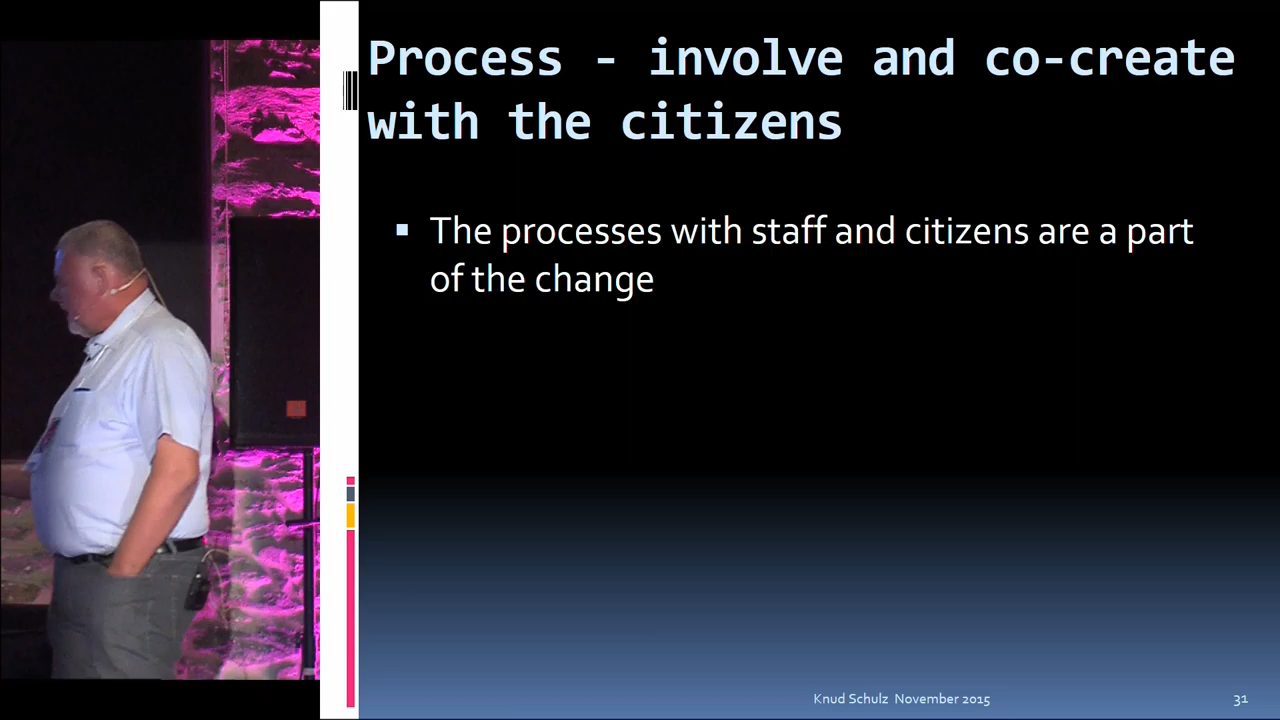 Process - involve and co-create
with the citizens
The processes with staff and citizens are a part
of the change
Knud Schulz November 2015
31